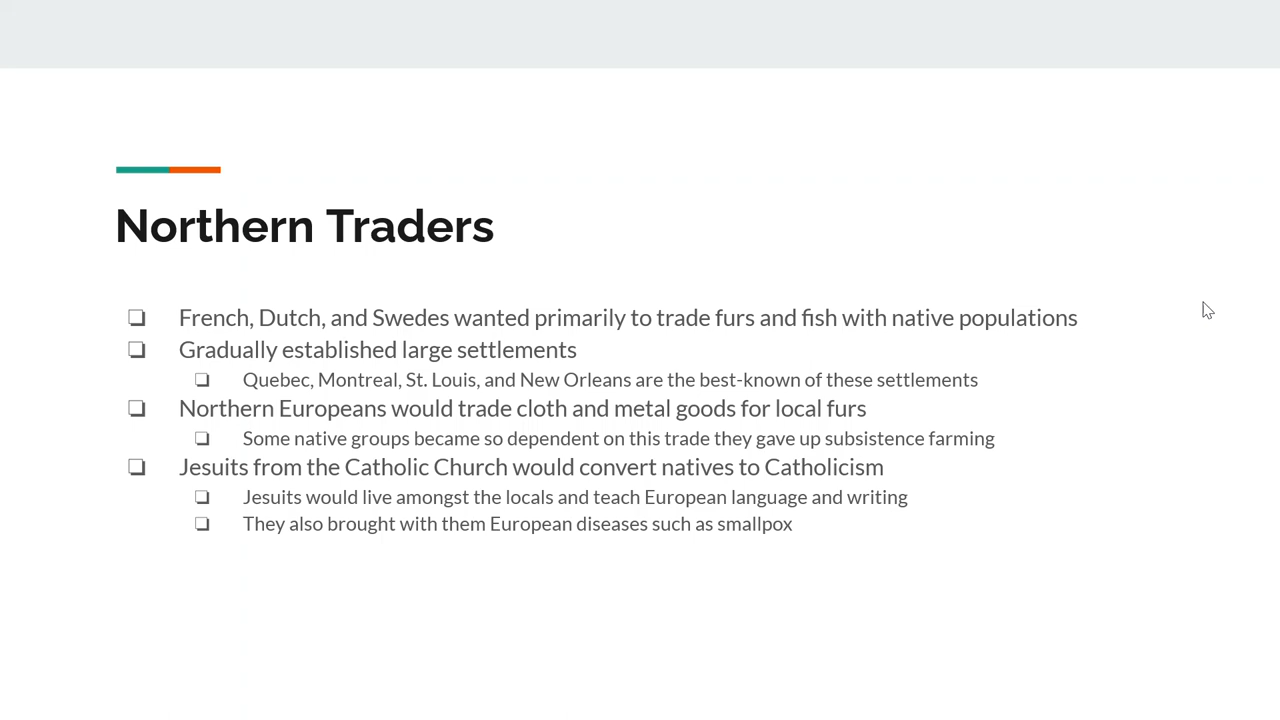 Northern Traders
❏ French, Dutch, and Swedes wanted primarily to trade furs and fish with native populations
❏ Gradually established large settlements
❏ Quebec, Montreal, St. Louis, and New Orleans are the best-known of these settlements
❏ Northern Europeans would trade cloth and metal goods for local furs
❏ Some native groups became so dependent on this trade they gave up subsistence farming
❏ Jesuits from the Catholic Church would convert natives to Catholicism
❏ Jesuits would live amongst the locals and teach European language and writing
❏ They also brought with them European diseases such as smallpox